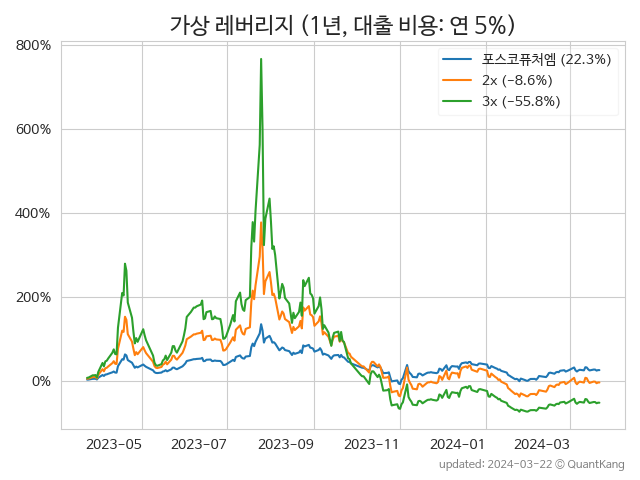 가상 레버리지 (1년, 대출 비용: 연 5%)
800%
600%
400%
200%
0%
포스코퓨처엠 (22.3%)
2x (−8.6%)
3x (−55.8%)
2023-05
2023-07
2023-09
2023-11
2024-01
2024-03
updated: 2024-03-22 © QuantKang